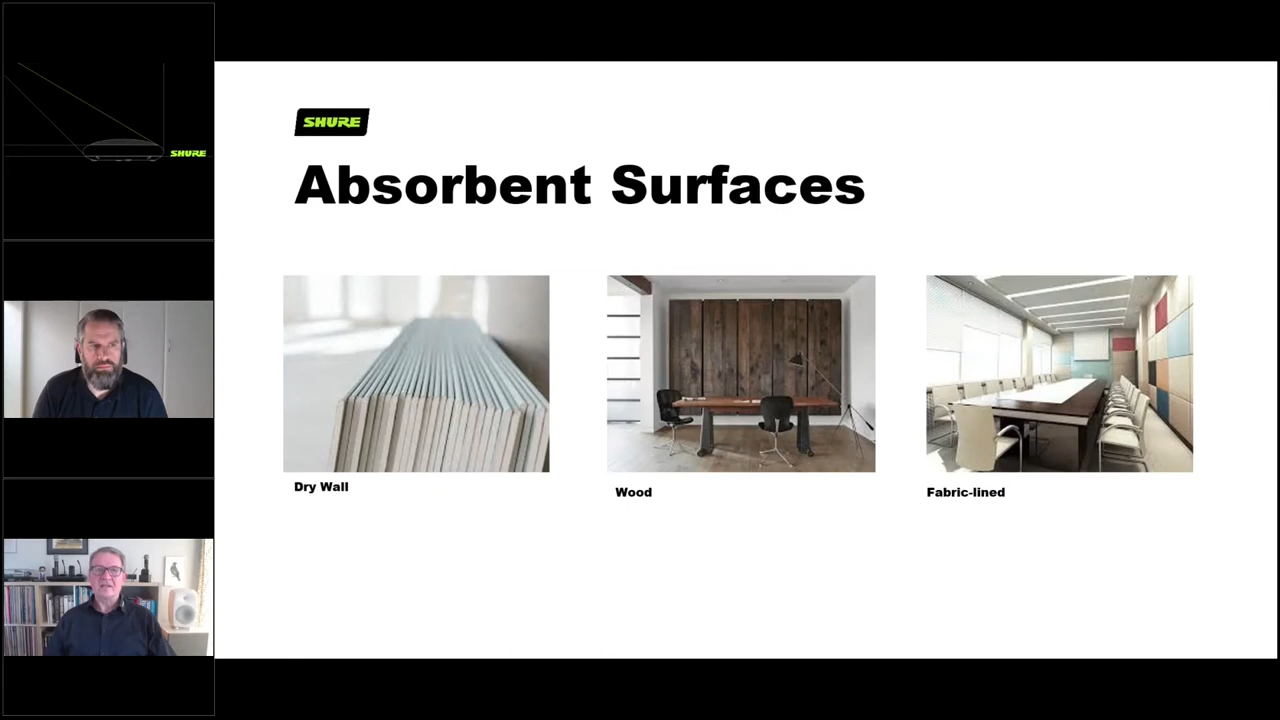 SHURE
SHURE
Absorbent Surfaces
Dry Wall
Wood
Fabric-lined